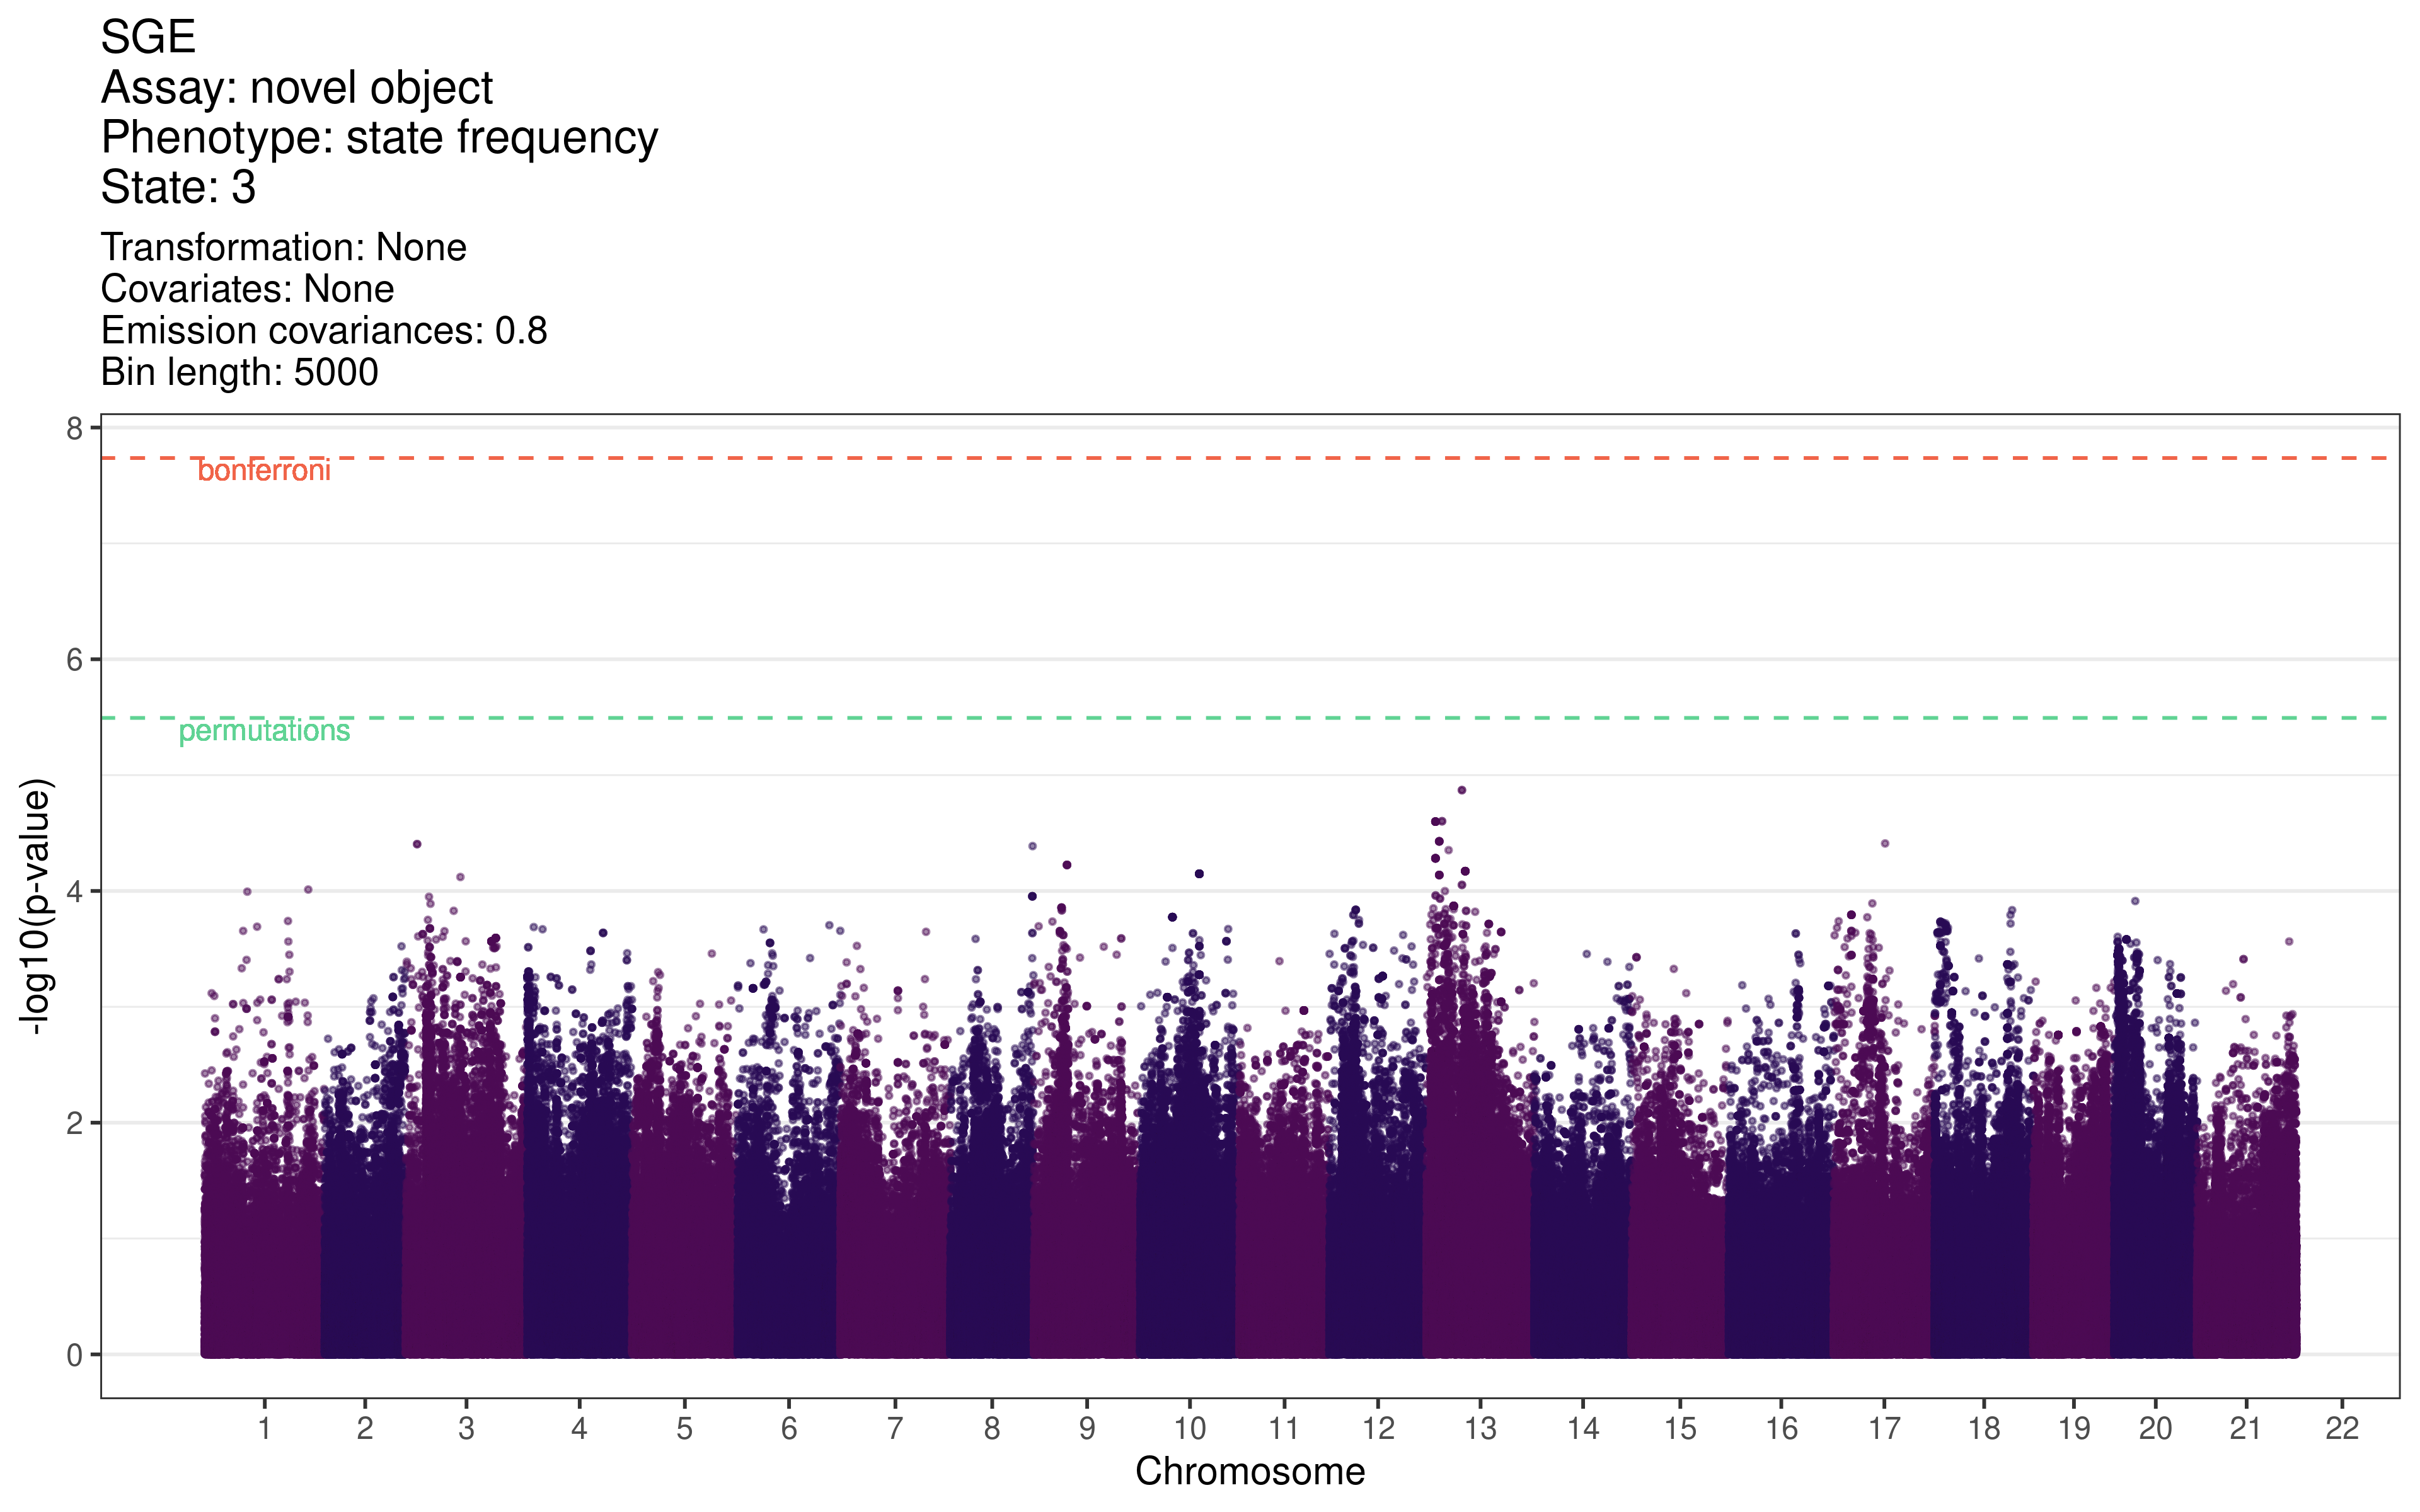 SGE
Assay: novel object
Phenotype: state frequency
State: 3
Transformation: None
Covariates: None
Emission covariances: 0.8
Bin length: 5000
8
bonferroni
6
permutations
4
2
0
-log10(p-value)
1 2 3 4 5 6 7 8 9 10 11 12 13 14 15 16 17 18 19 20 21 22
Chromosome